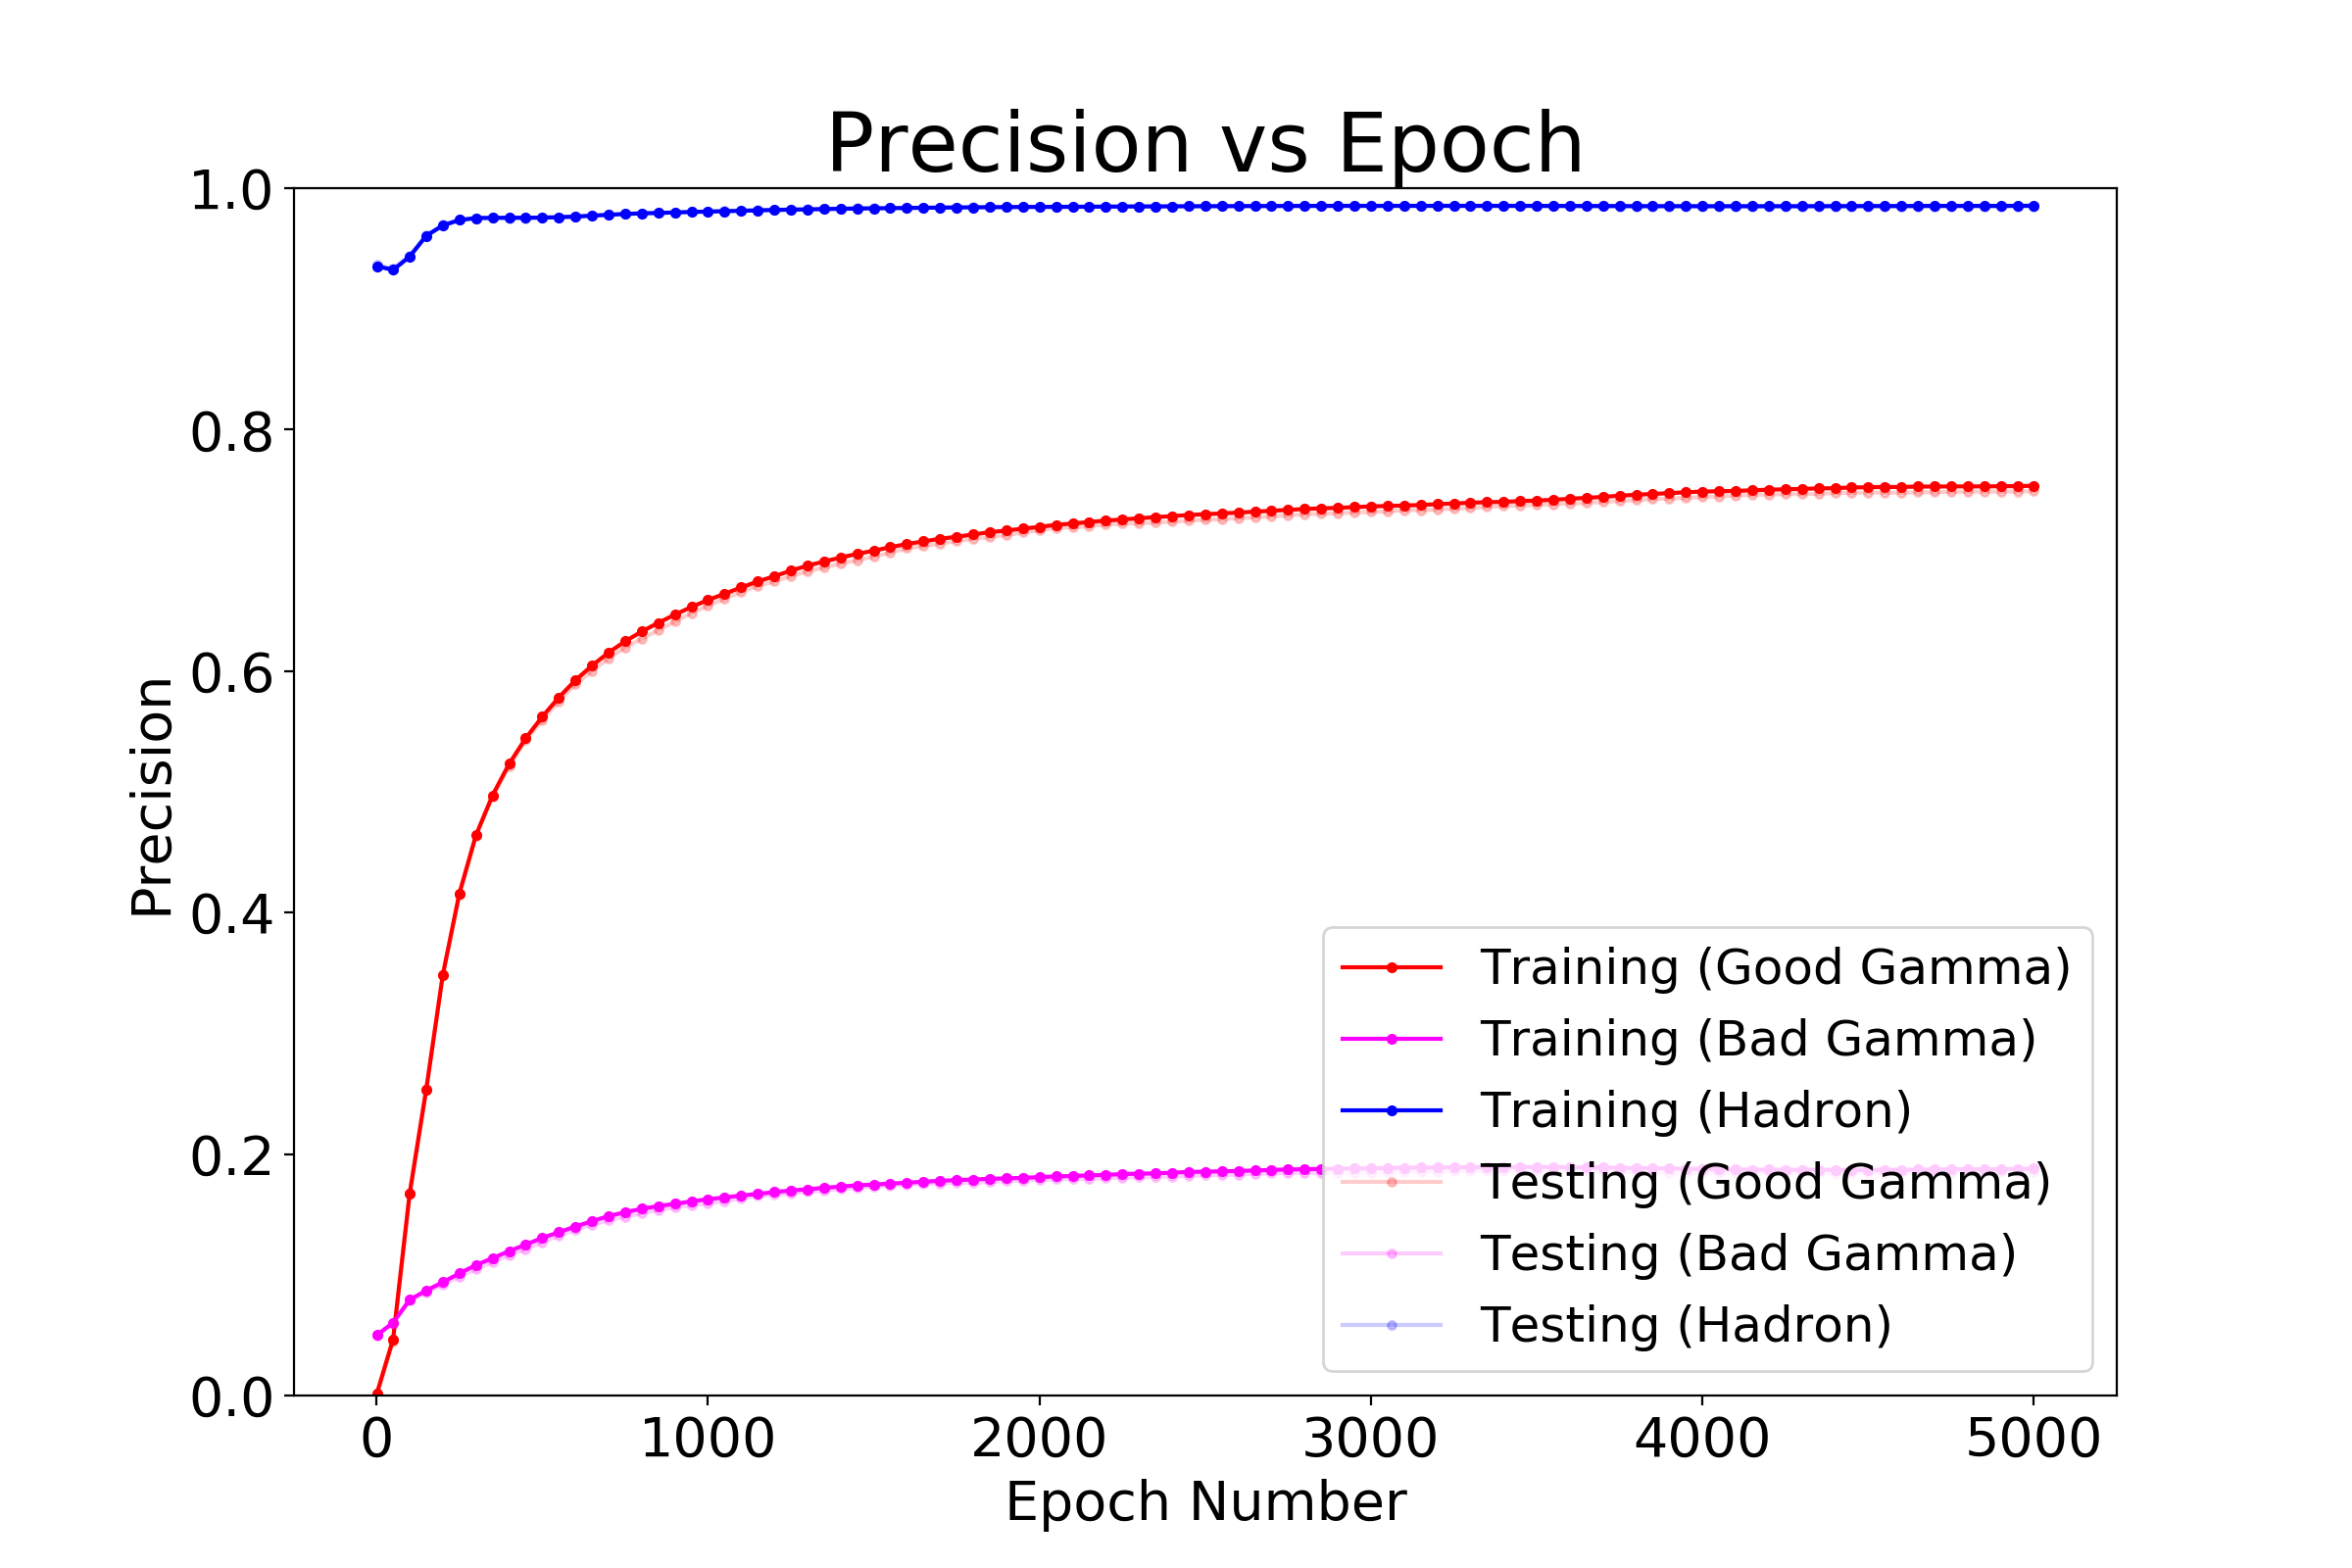 Precision vs Epoch
1.0
0.8
0.6
0.4
0.2
0.0
Precision
Training (Good Gamma)
Training (Bad Gamma)
Training (Hadron)
Testing (Good Gamma)
Testing (Bad Gamma)
Testing (Hadron)
0 1000 2000 3000 4000 5000
Epoch Number